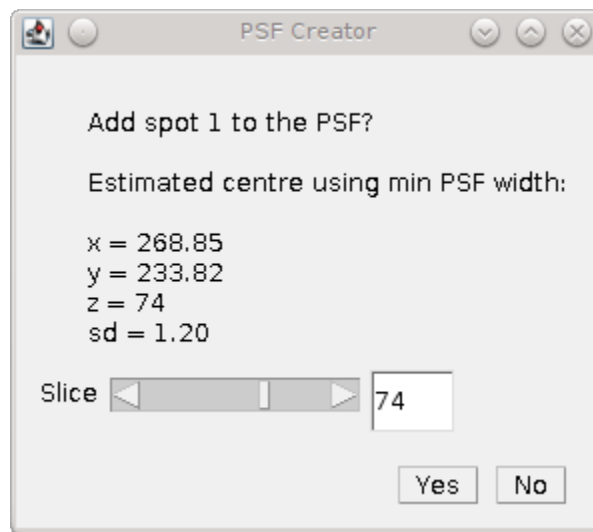 PSF Creator
Add spot 1 to the PSF?
Estimated centre using min PSF width:
x = 268.85
y = 233.82
z = 74
sd = 1.20
Slice 74
Yes No